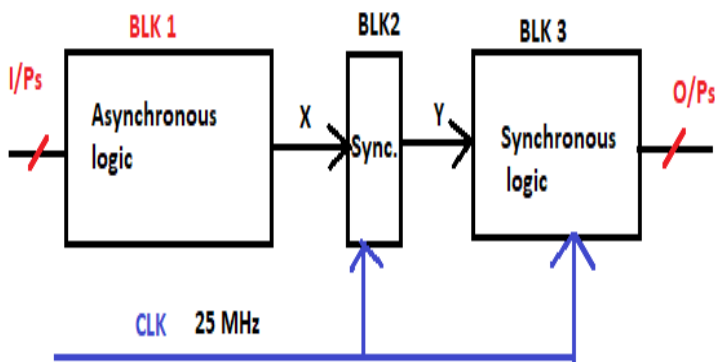 BLK 1
BLK2
BLK 3
I/Ps
Asynchronous
logic
X
Sync.
Y
Synchronous
logic
O/Ps
CLK 25 MHz